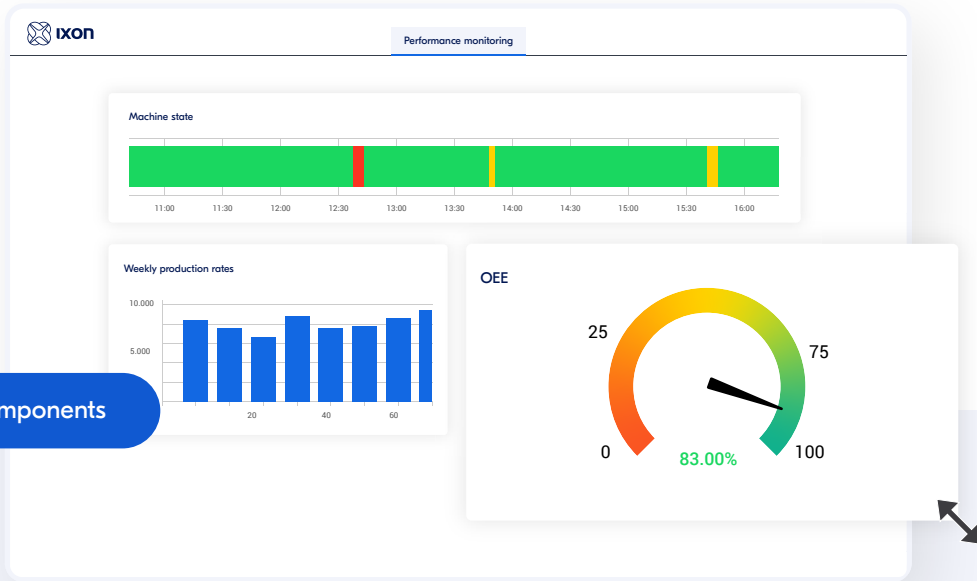 IXON
Performance monitoring
Machine state
11:00 11:30 12:00 12:30 13:00 13:30 14:00 14:30 15:00 15:30 16:00
Weekly production rates
10.000
5.000
20 40 60
mponents
OEE
25
75
0
100
83.00%